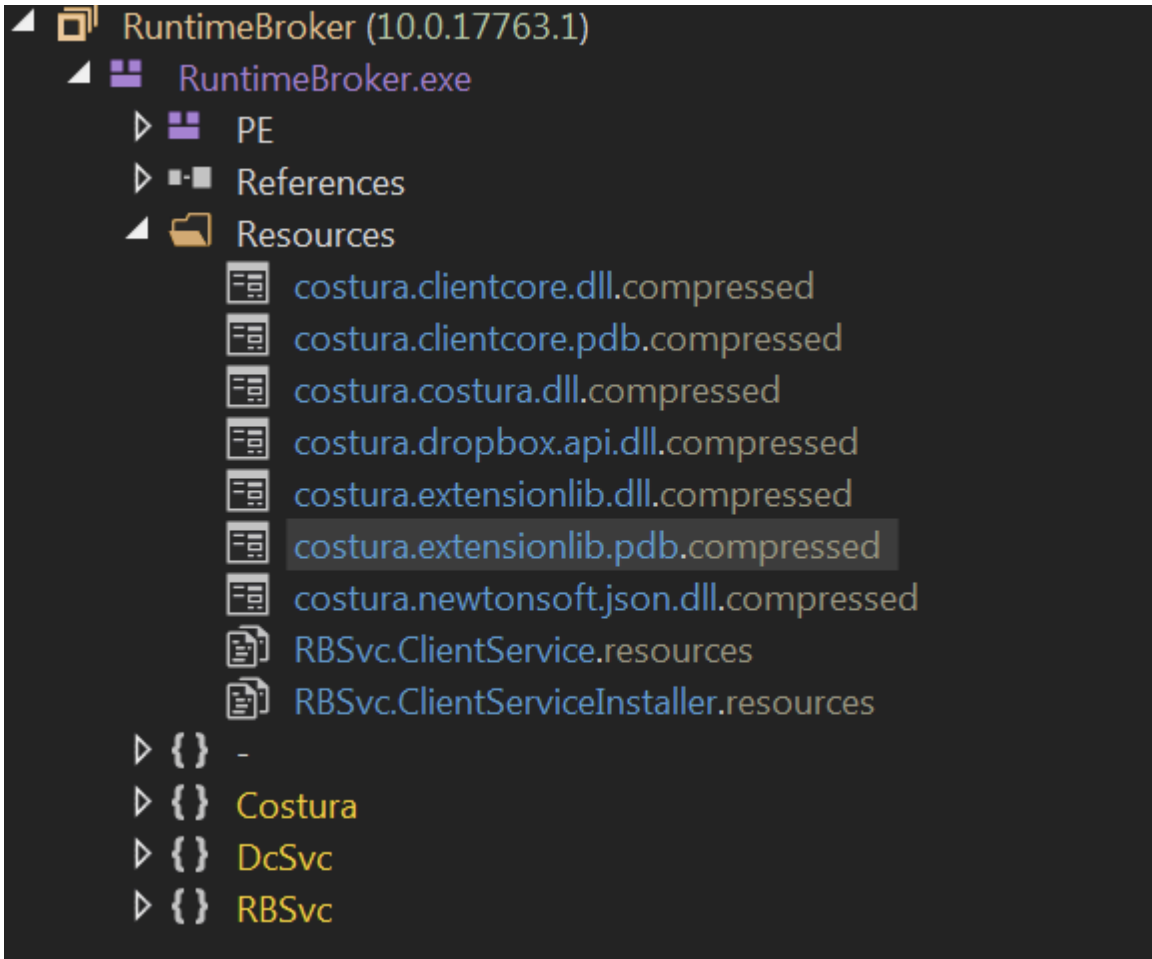 RuntimeBroker (10.0.17763.1)
RuntimeBroker.exe
PE
References
Resources
costura.clientcore.dll.compressed
costura.clientcore.pdb.compressed
costura.costura.dll.compressed
costura.dropbox.api.dll.compressed
costura.extensionlib.dll.compressed
costura.extensionlib.pdb.compressed
costura.newtonsoft.json.dll.compressed
RBSvc.ClientService.resources
RBSvc.ClientServiceInstaller.resources
{ } -
{ } Costura
{ } DcSvc
{ } RBSvc